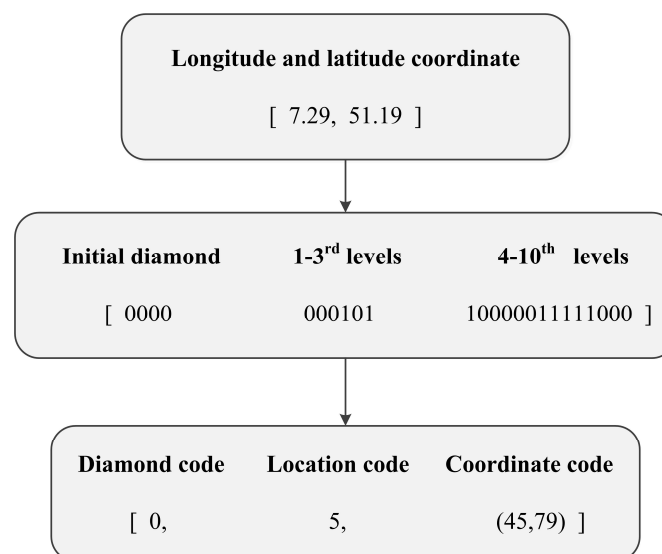 Longitude and latitude coordinate
[ 7.29, 51.19 ]
Initial diamond 1-3rd levels 4-10th levels
[ 0000 000101 10000011111000 ]
Diamond code Location code Coordinate code
[ 0, 5, (45,79) ]